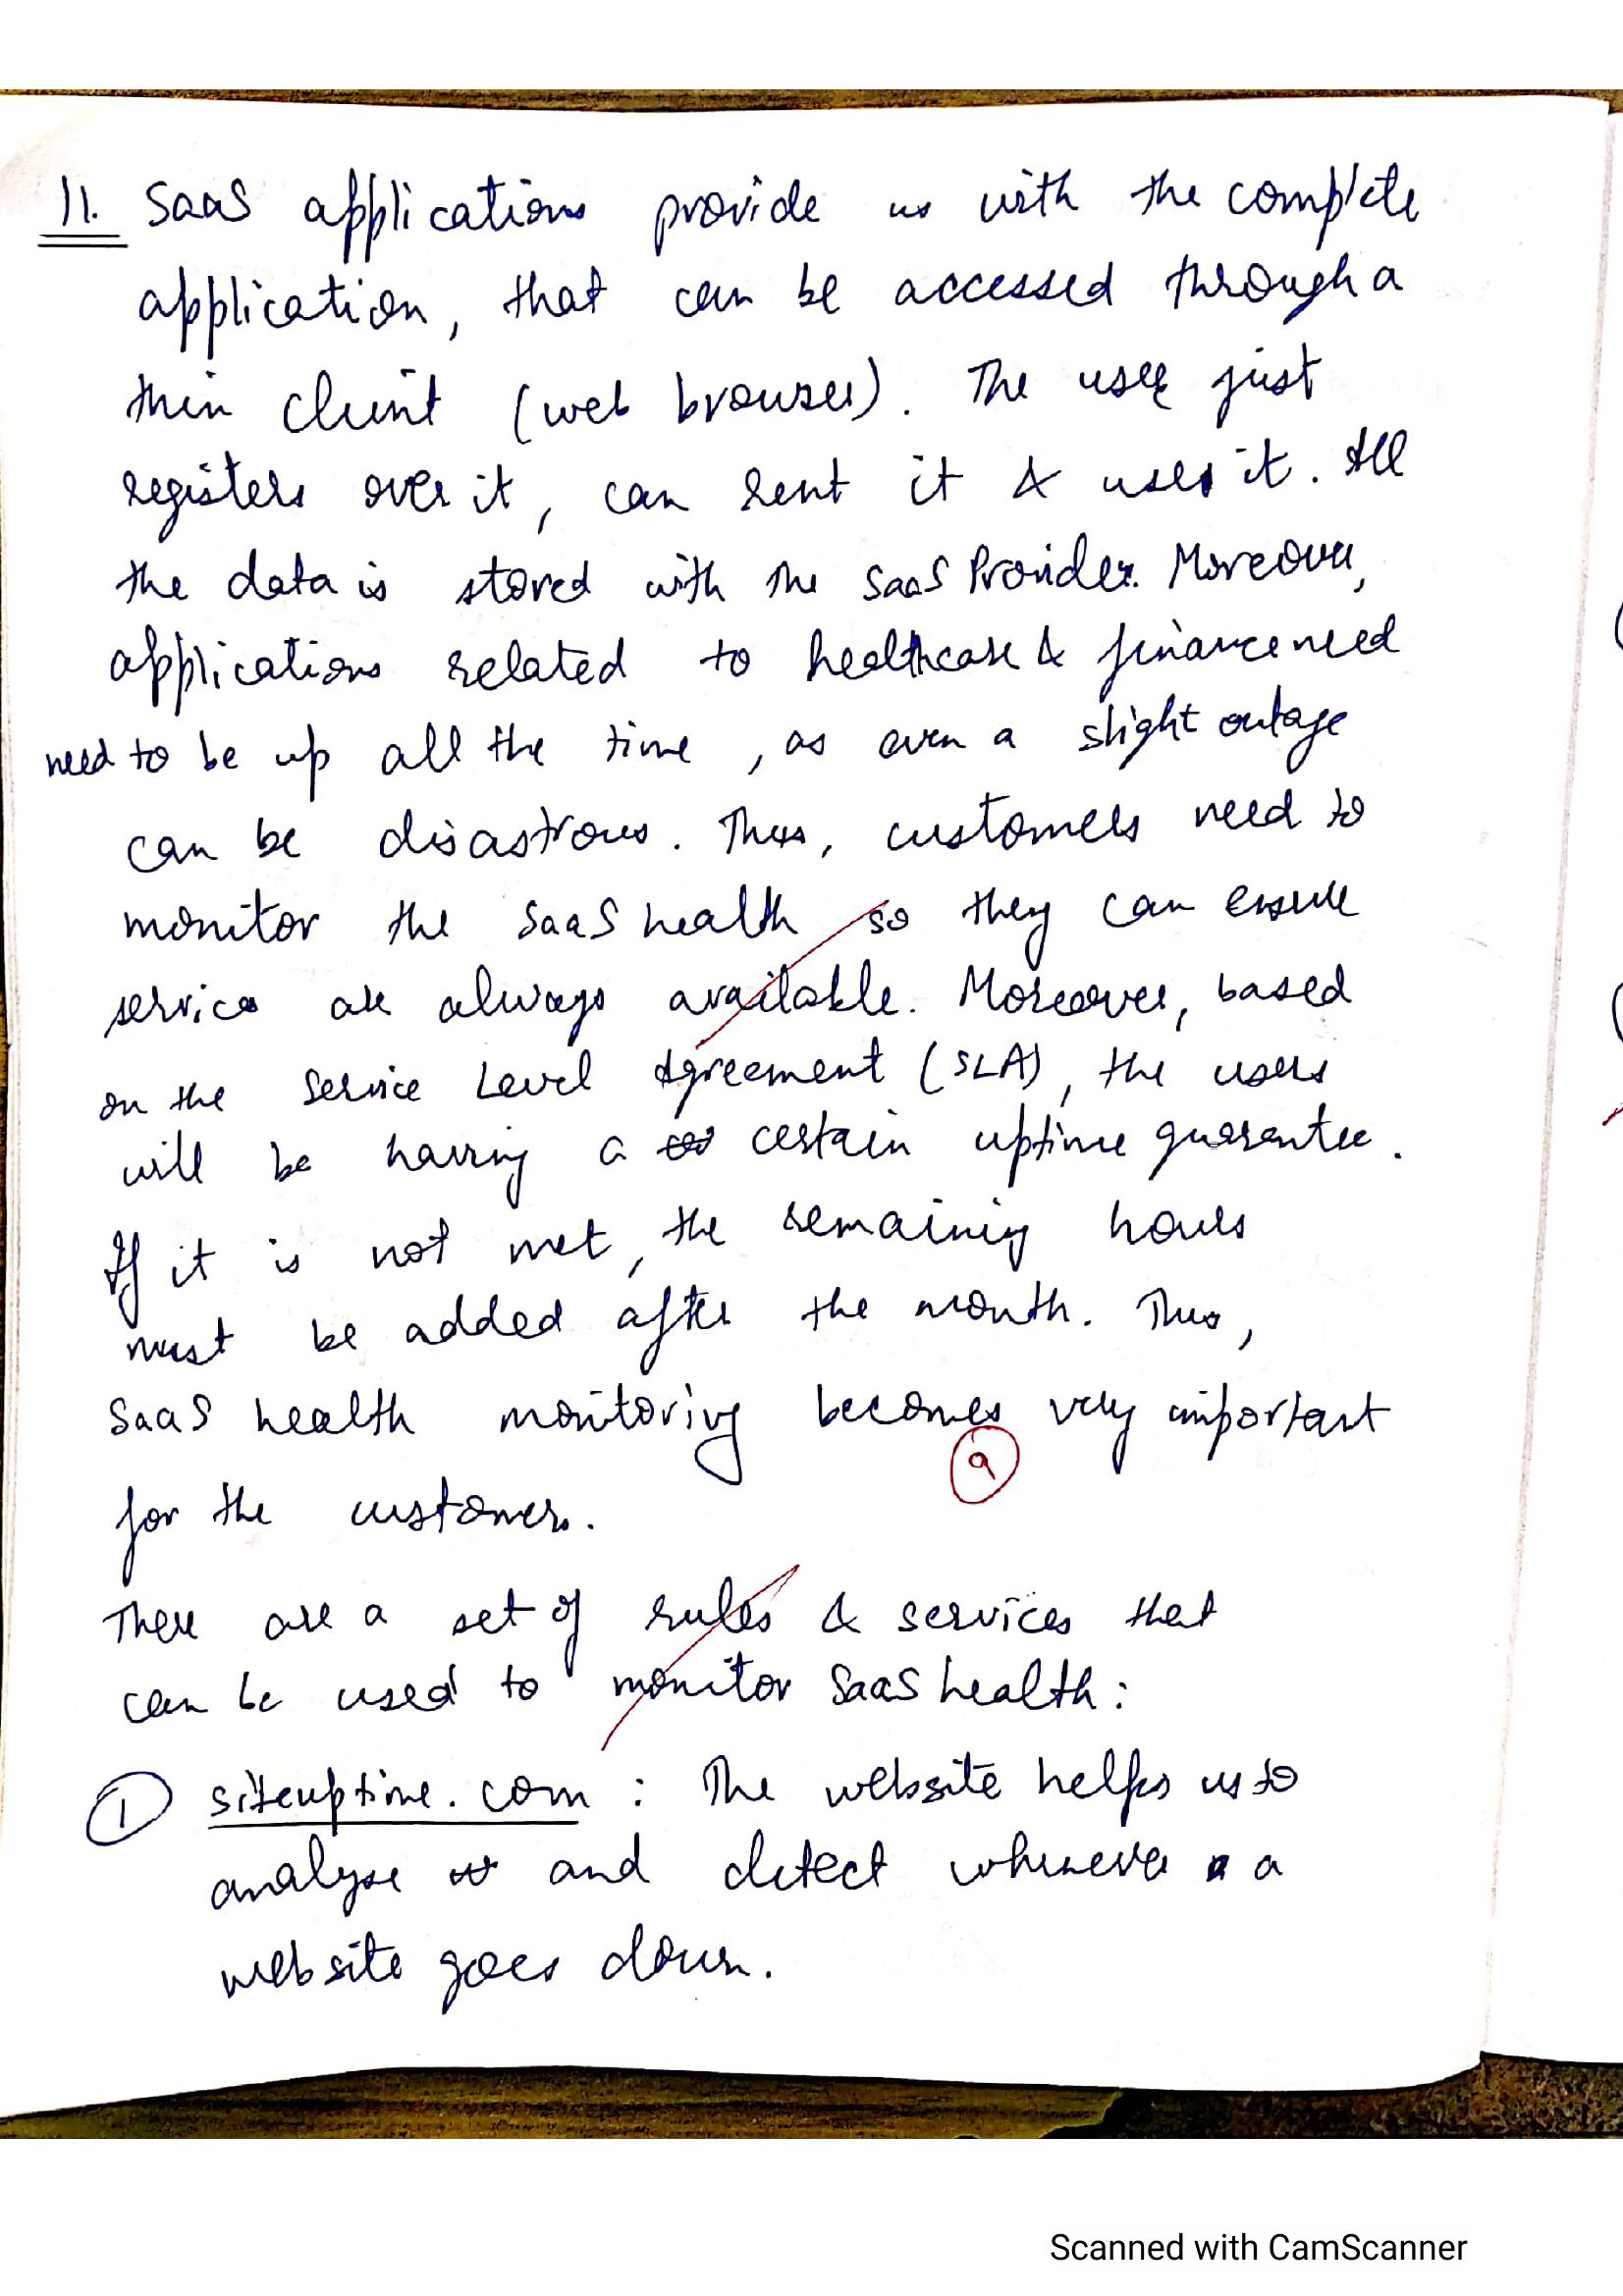 11. SaaS applications provide us with the complete
application, that can be accessed through a
thin client (web browser). The user just
registers over it, can rent it & uses it. All
the data is stored with the SaaS Provider. Moreover,
applications related to healthcare & finance need
need to be up all the time, as even a slight outage
can be disastrous. Thus, customers need to
monitor the SaaS health so they can ensure
service are always available. Moreover, based
on the Service Level Agreement (SLA), the users
will be having a certain uptime guarantee.
If it is not met, the remaining hours
must be added after the month. Thus,
SaaS health monitoring becomes very important
9
for the customers.
There are a set of rules & services that
can be used to monitor SaaS health:
1 siteuptime.com : The website helps us to
analyse and detect whenever a
website goes down.
Scanned with CamScanner